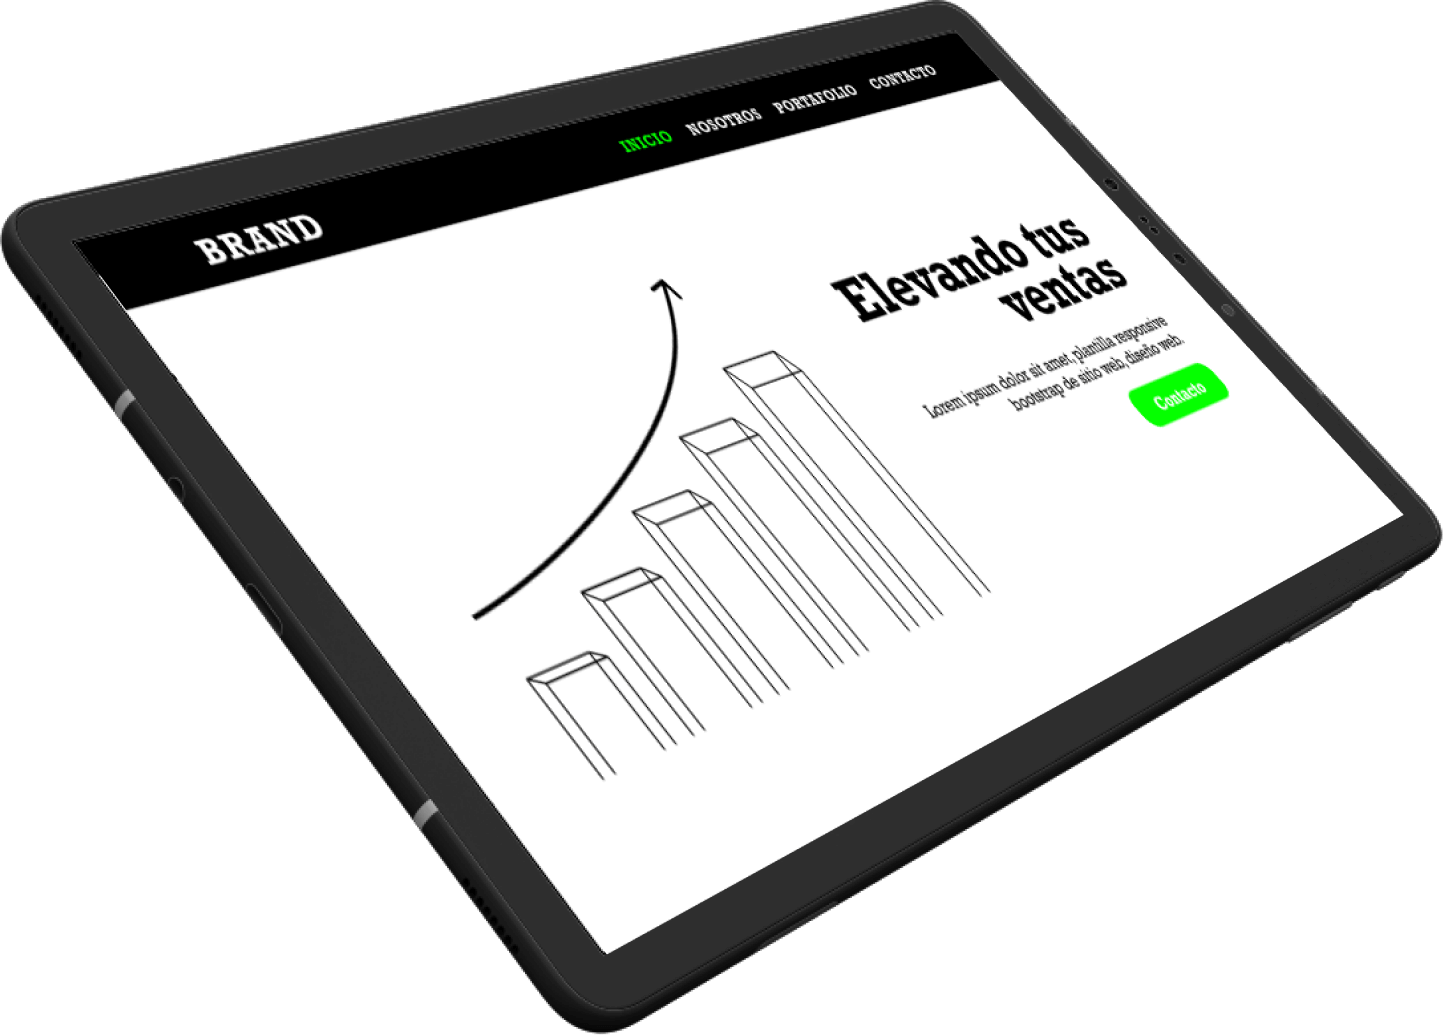 BRAND
INICIO NOSOTROS PORTAFOLIO CONTACTO
Elevando tus
ventas
Lorem ipsum dolor sit amet, plantilla responsive
bootstrap de sitio web, diseño web.
Contacto